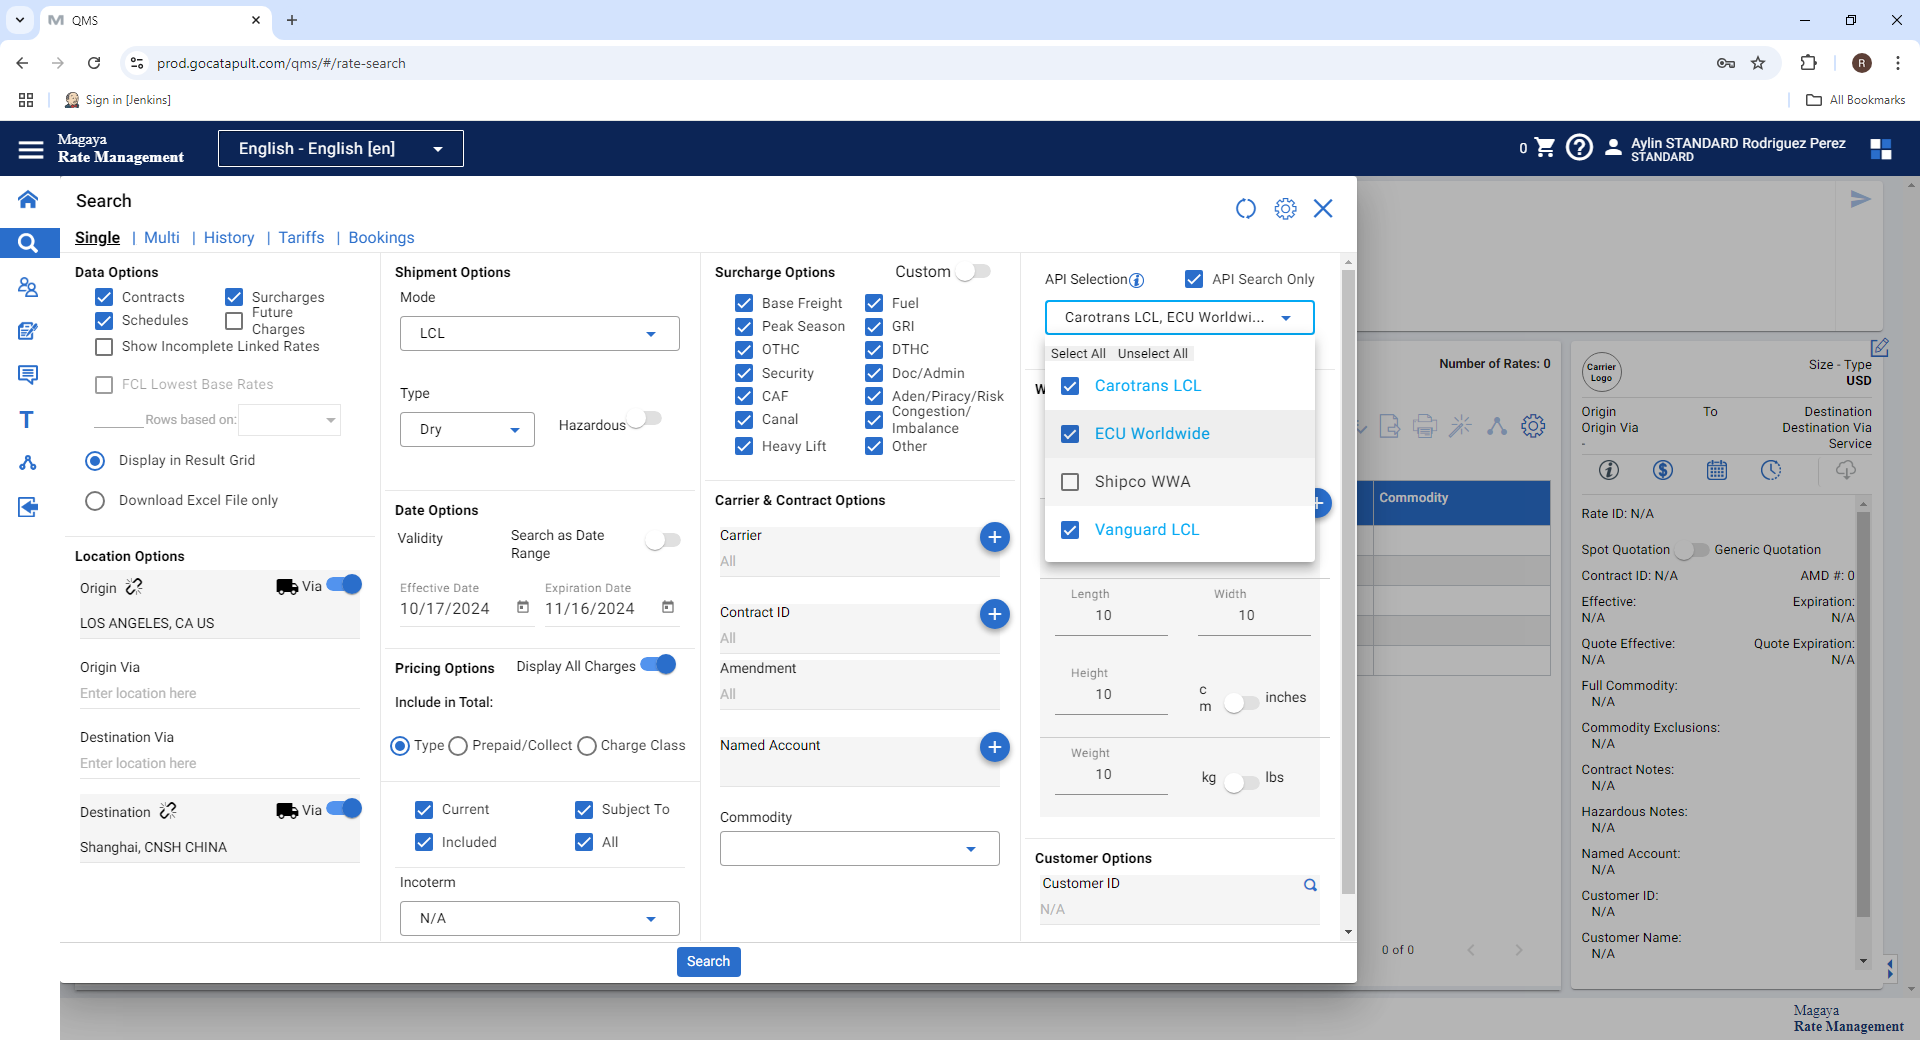 QMS
prod.gocatapult.com/qms/#/rate-search
R
Sign in [Jenkins]
All Bookmarks
Magaya
Rate Management
English - English [en]
0
Aylin STANDARD Rodriguez Perez
STANDARD
Search
Single | Multi | History | Tariffs | Bookings
Data Options
Contracts
Surcharges
Schedules
Future
Charges
Show Incomplete Linked Rates
FCL Lowest Base Rates
Rows based on:
Display in Result Grid
Download Excel File only
Location Options
Origin
Via
LOS ANGELES, CA US
Origin Via
Enter location here
Destination Via
Enter location here
Destination
Via
Shanghai, CNSH CHINA
Shipment Options
Mode
LCL
Type
Dry
Hazardous
Date Options
Validity
Search as Date
Range
Effective Date
10/17/2024
Expiration Date
11/16/2024
Pricing Options
Display All Charges
Include in Total:
Type
Prepaid/Collect
Charge Class
Current
Subject To
Included
All
Incoterm
N/A
Surcharge Options
Custom
Base Freight
Fuel
Peak Season
GRI
OTHC
DTHC
Security
Doc/Admin
CAF
Aden/Piracy/Risk
Canal
Congestion/
Imbalance
Heavy Lift
Other
Carrier & Contract Options
Carrier
All
Contract ID
All
Amendment
All
Named Account
Commodity
API Selection
API Search Only
Carotrans LCL, ECU Worldwi...
Select All
Unselect All
Carotrans LCL
ECU Worldwide
Shipco WWA
Vanguard LCL
W
Length
10
Width
10
Height
10
c
m
inches
Weight
10
kg
lbs
Customer Options
Customer ID
N/A
Search
Number of Rates: 0
Commodity
0 of 0
Carrier
Logo
Size - Type
USD
Origin
To
Destination
Origin Via
Destination Via
-
Service
Rate ID: N/A
Spot Quotation
Generic Quotation
Contract ID: N/A
AMD #: 0
Effective:
Expiration:
N/A
N/A
Quote Effective:
Quote Expiration:
N/A
N/A
Full Commodity:
N/A
Commodity Exclusions:
N/A
Contract Notes:
N/A
Hazardous Notes:
N/A
Named Account:
N/A
Customer ID:
N/A
Customer Name:
N/A
Magaya
Rate Management